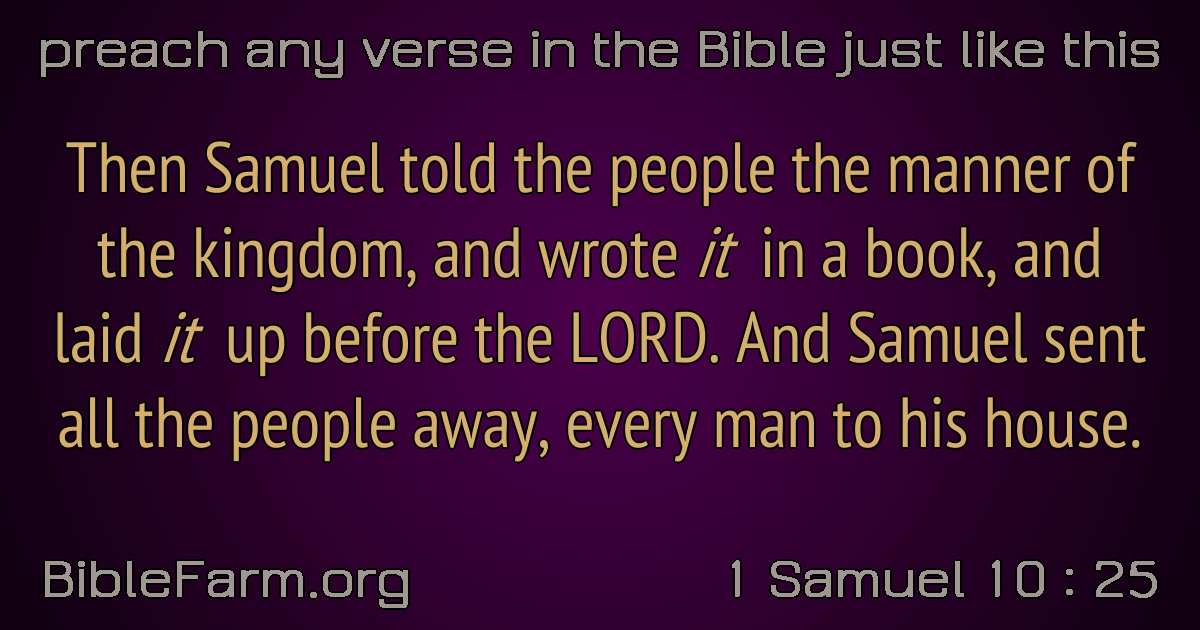 preach any verse in the Bible just like this
Then Samuel told the people the manner of
the kingdom, and wrote it in a book, and
laid it up before the LORD. And Samuel sent
all the people away, every man to his house.
BibleFarm.org
1 Samuel 10 : 25